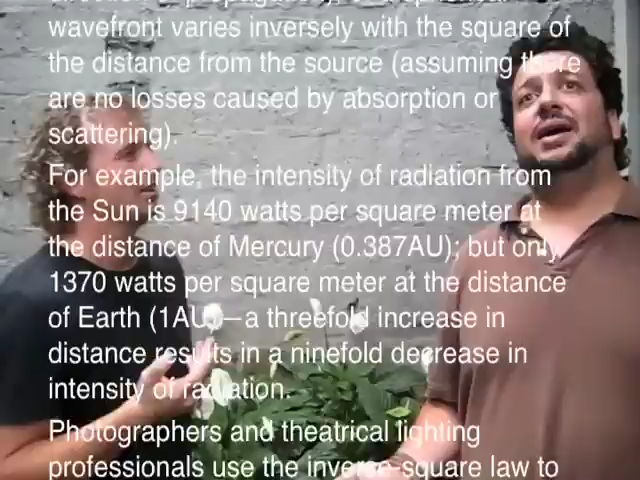 wavefront varies inversely with the square of
the distance from the source (assuming there
are no losses caused by absorption or
scattering).
For example, the intensity of radiation from
the Sun is 9140 watts per square meter at
the distance of Mercury (0.387AU); but only
1370 watts per square meter at the distance
of Earth (1AU)—a threefold increase in
distance results in a ninefold decrease in
intensity of radiation.
Photographers and theatrical lighting
professionals use the inverse-square law to